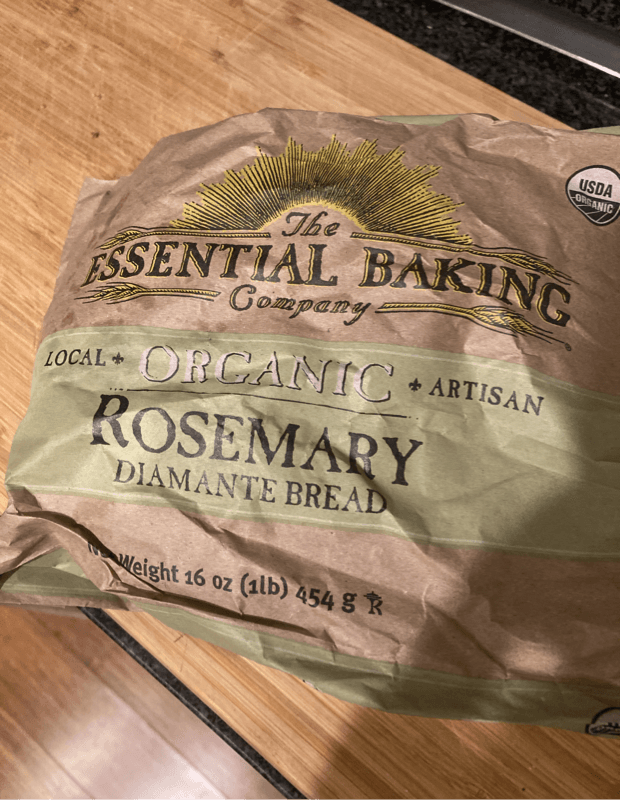 The
ESSENTIAL BAKING
Company
USDA
ORGANIC
LOCAL ORGANIC ARTISAN
ROSEMARY
DIAMANTE BREAD
Weight 16 oz (1lb) 454 g